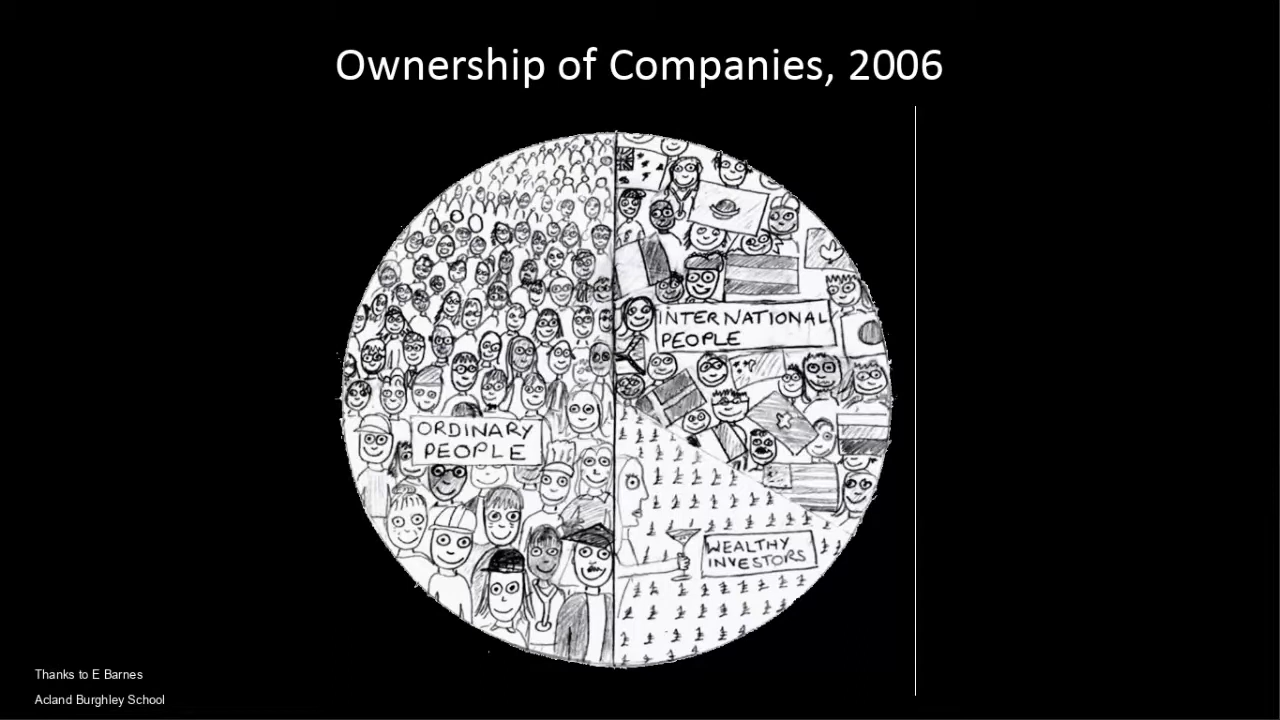 Ownership of Companies, 2006
INTERNATIONAL
PEOPLE
ORDINARY
PEOPLE
WEALTHY
INVESTORS
Thanks to E Barnes
Acland Burghley School